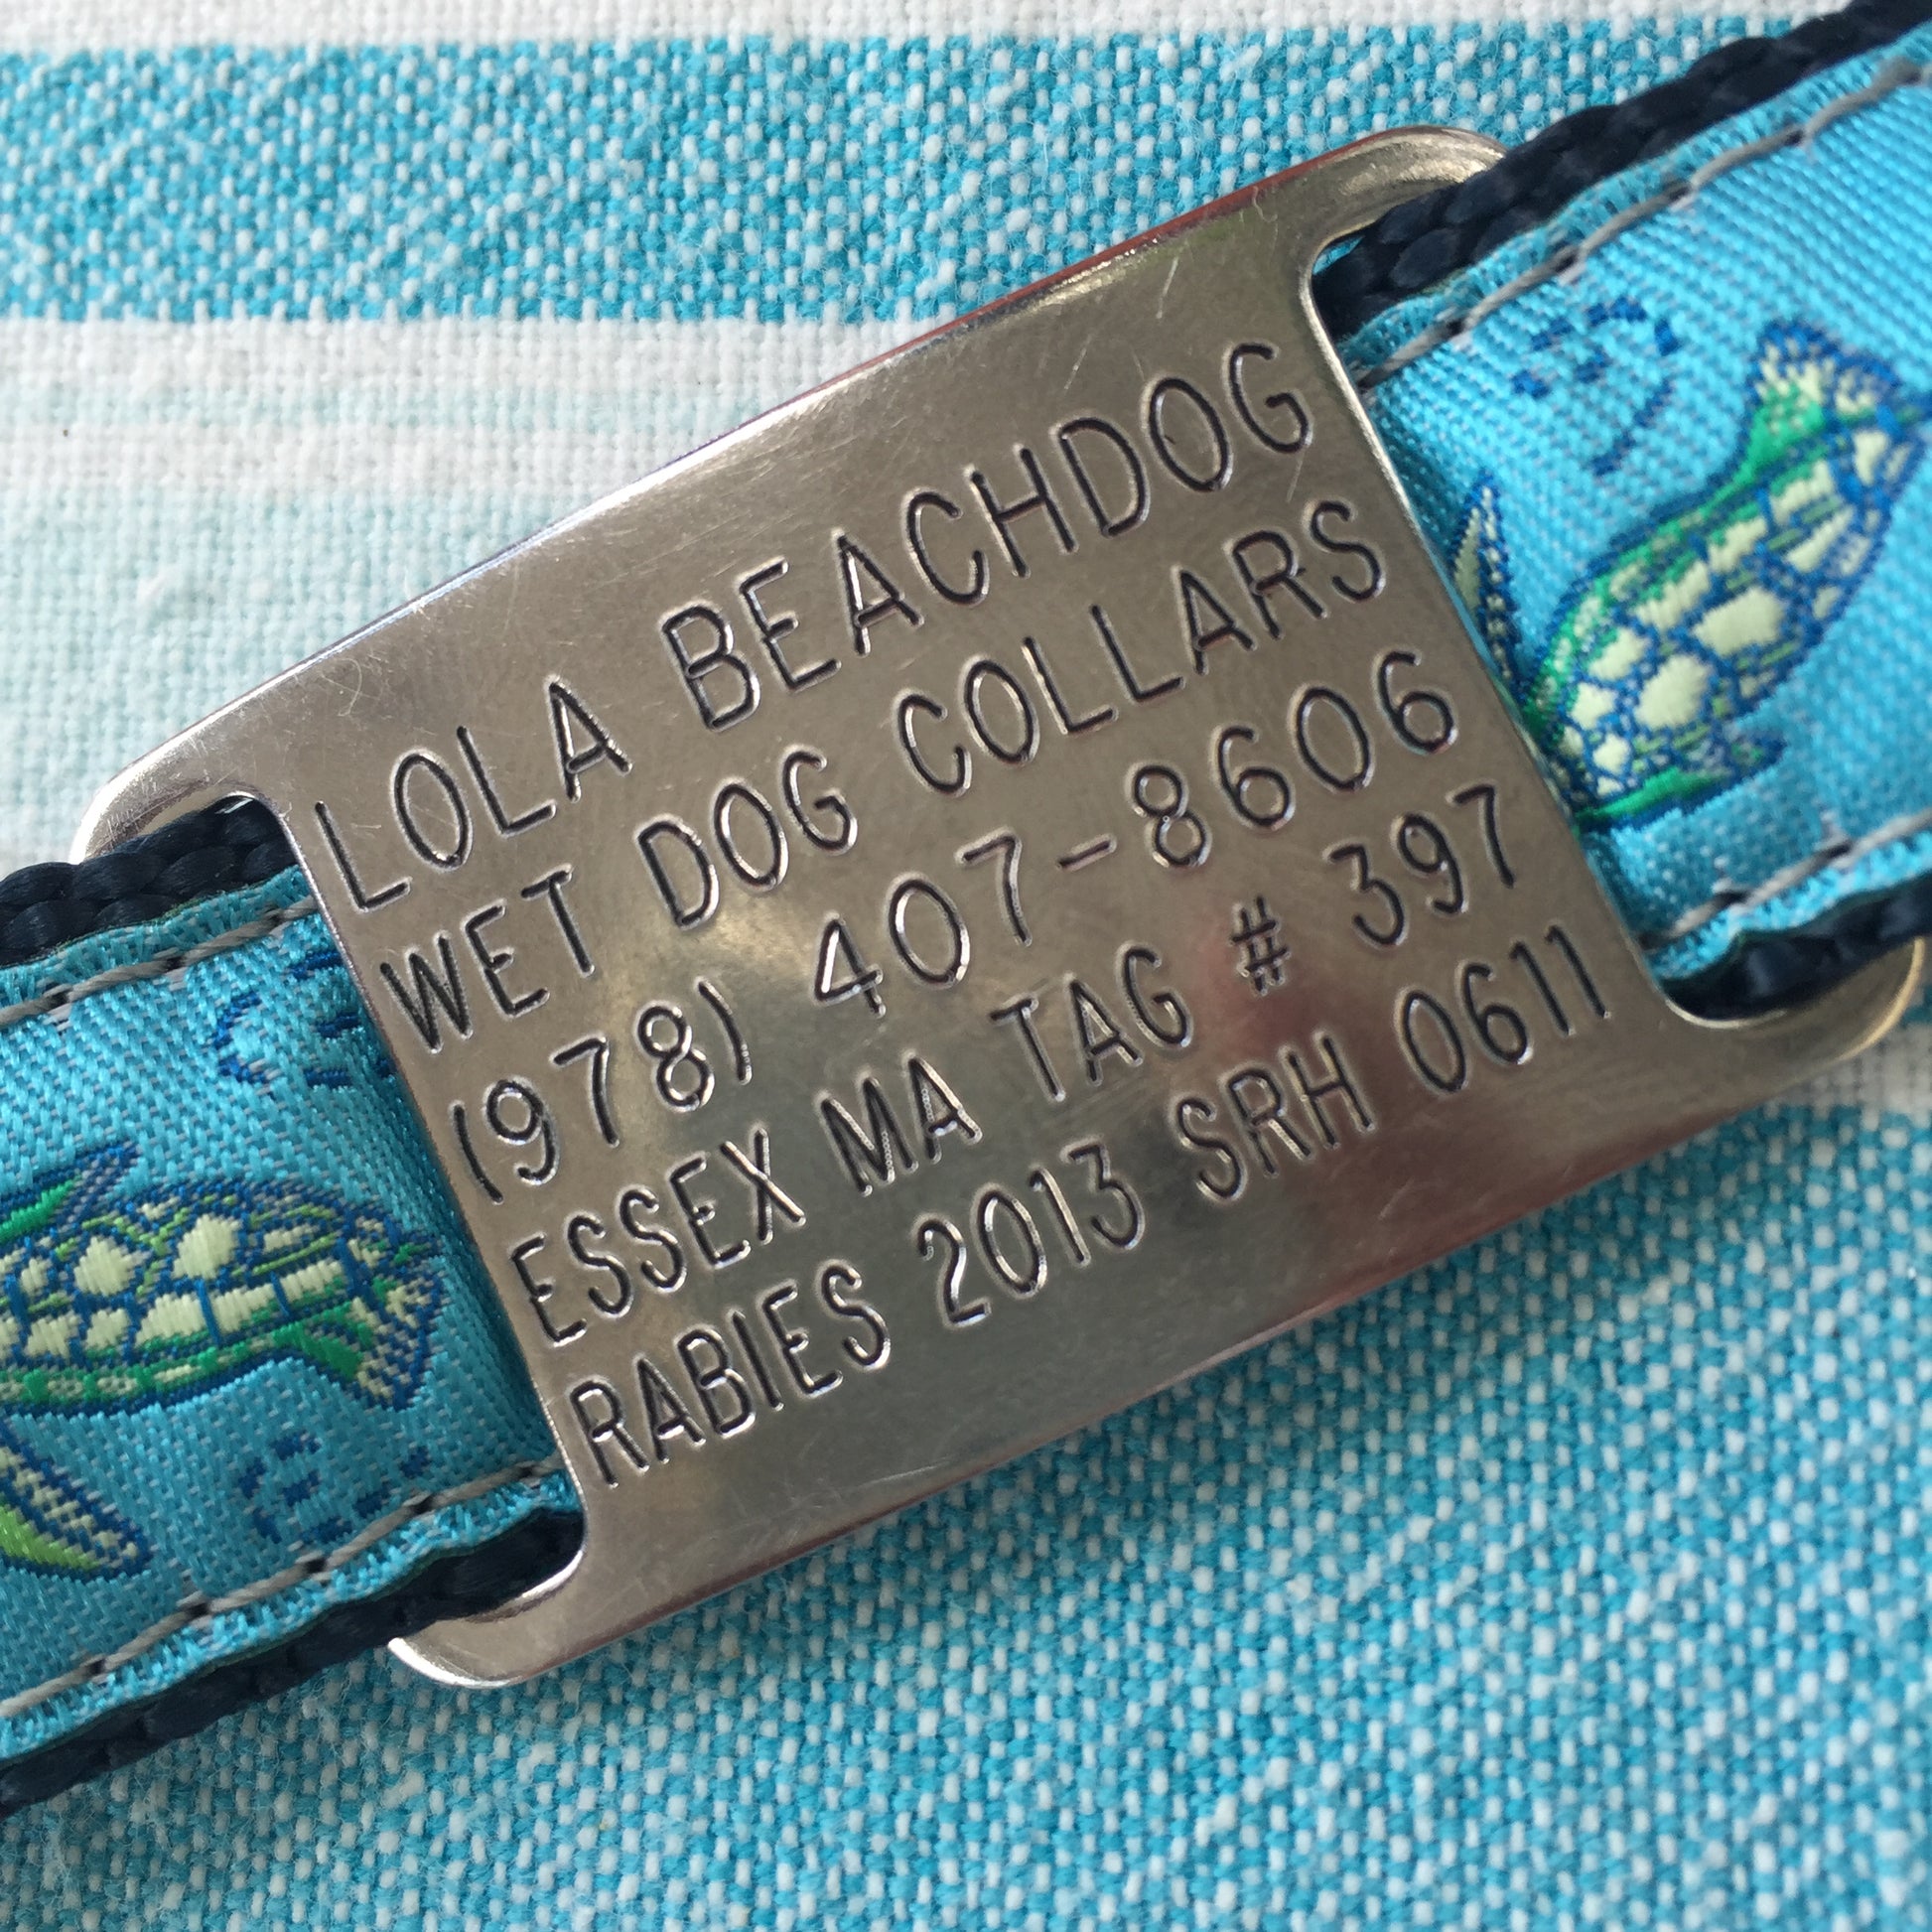 LOLA BEACHDOG
WET DOG COLLARS
(978) 407-8606
ESSEX MA TAG # 397
RABIES 2013 SRH 0611